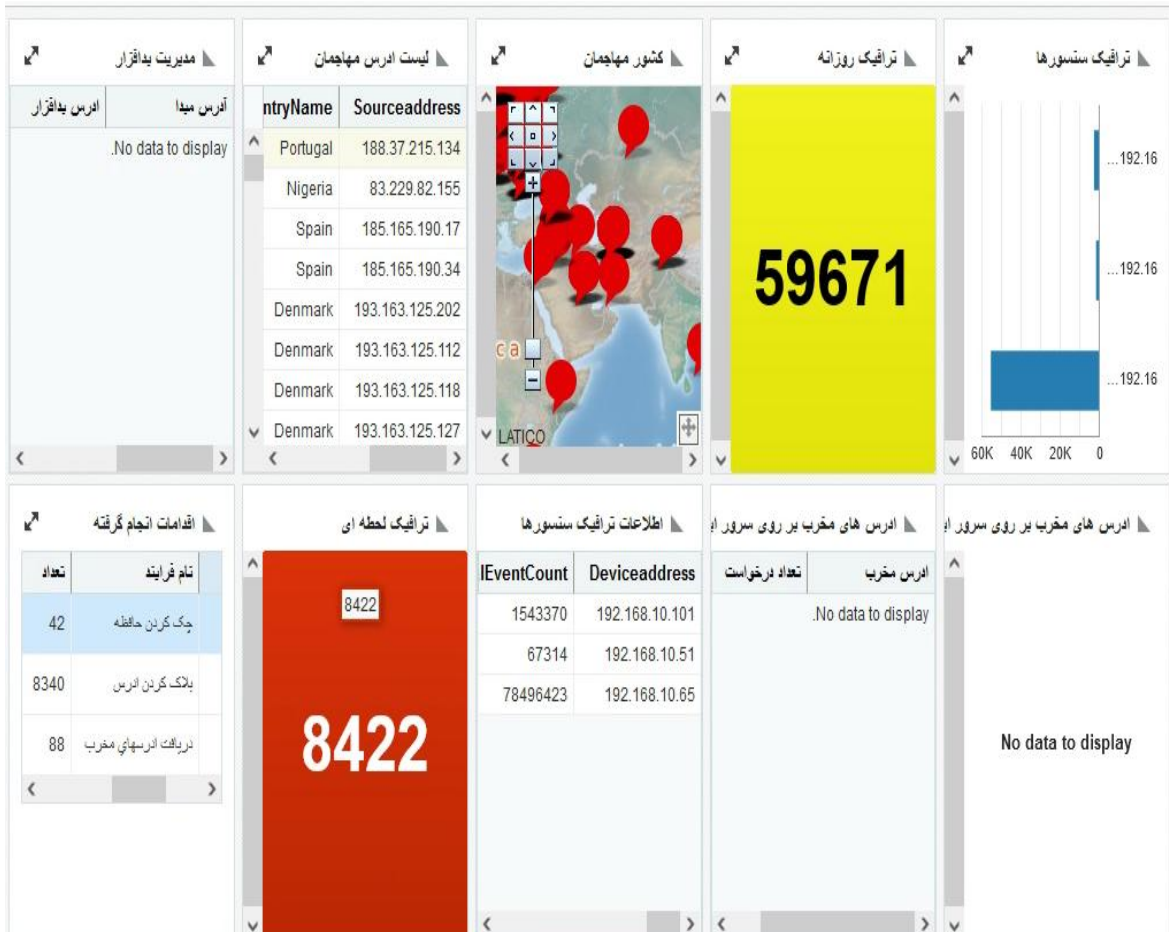 ترافیک سنسورها
192.16...
192.16...
192.16...
60K 40K 20K 0
ترافیک روزانه
59671
کشور مهاجمان
LATICO
لیست ادرس مهاجمان
ntryName Sourceaddress
Portugal 188.37.215.134
Nigeria 83.229.82.155
Spain 185.165.190.17
Spain 185.165.190.34
Denmark 193.163.125.202
Denmark 193.163.125.112
Denmark 193.163.125.118
Denmark 193.163.125.127
مدیریت بدافزار
آدرس مبدا ادرس بدافزار
No data to display.
ادرس های مخرب بر روی سرور اب
No data to display
ادرس های مخرب بر روی سرور اب
ادرس مخرب تعداد درخواست
No data to display.
اطلاعات ترافیک سنسورها
lEventCount Deviceaddress
1543370 192.168.10.101
67314 192.168.10.51
78496423 192.168.10.65
ترافیک لحظه ای
8422
8422
اقدامات انجام گرفته
نام فرایند تعداد
چک کردن حافظه 42
بلاک کردن ادرس 8340
دریافت ادرسهاي مخرب 88